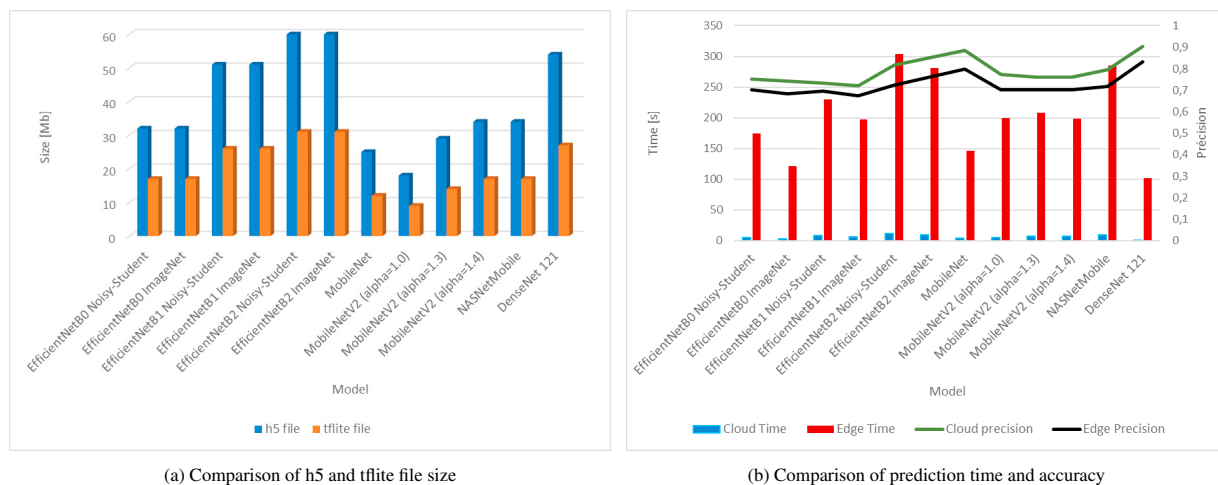 60
50
40
30
20
10
0
Size [Mb]
EfficientNetB0 Noisy-Student
EfficientNetB0 ImageNet
EfficientNetB1 Noisy-Student
EfficientNetB1 ImageNet
EfficientNetB2 Noisy-Student
EfficientNetB2 ImageNet
MobileNet
MobileNetV2 (alpha=1.0)
MobileNetV2 (alpha=1.3)
MobileNetV2 (alpha=1.4)
NASNetMobile
DenseNet 121
Model
h5 file
tflite file
(a) Comparison of h5 and tflite file size
350
300
250
200
150
100
50
0
Time [s]
1
0,9
0,8
0,7
0,6
0,5
0,4
0,3
0,2
0,1
0
Précision
EfficientNetB0 Noisy-Student
EfficientNetB0 ImageNet
EfficientNetB1 Noisy-Student
EfficientNetB1 ImageNet
EfficientNetB2 Noisy-Student
EfficientNetB2 ImageNet
MobileNet
MobileNetV2 (alpha=1.0)
MobileNetV2 (alpha=1.3)
MobileNetV2 (alpha=1.4)
NASNetMobile
DenseNet 121
Model
Cloud Time
Edge Time
Cloud precision
Edge Precision
(b) Comparison of prediction time and accuracy